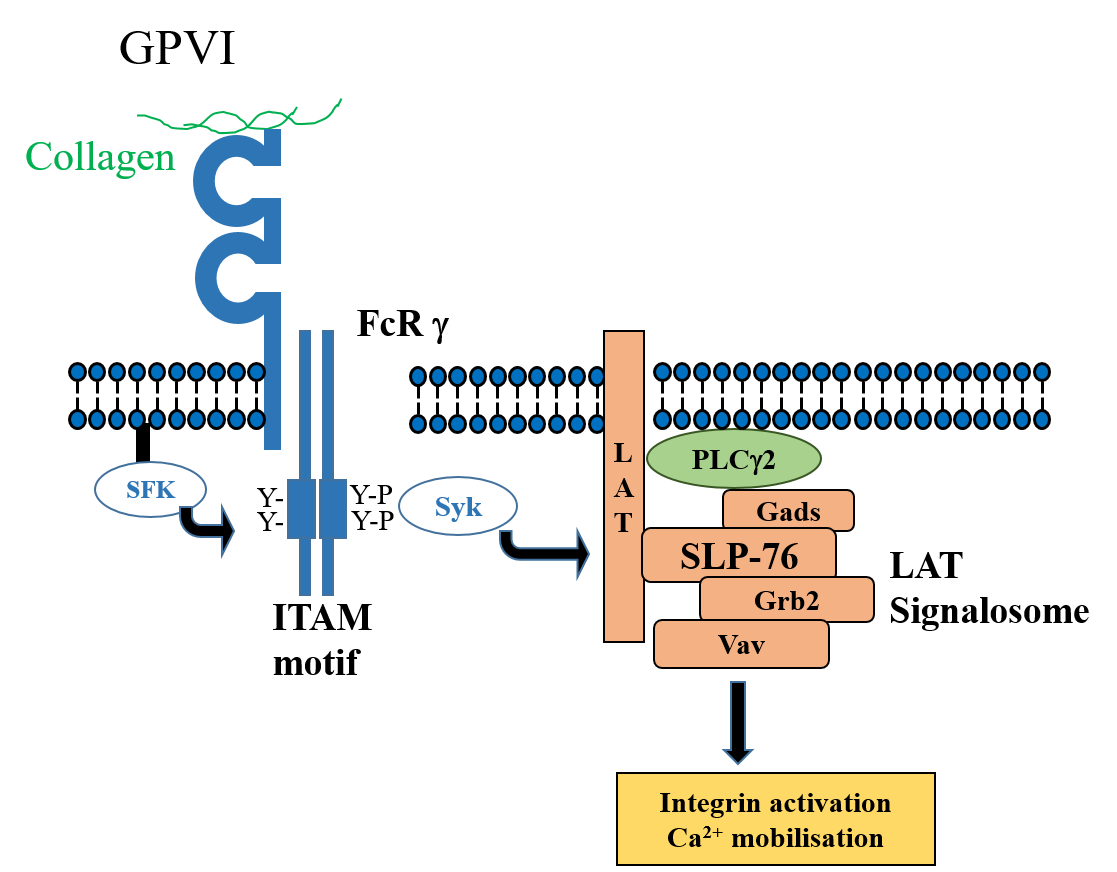 GPVI
Collagen
FcR γ
SFK
Y-
Y-
Y-P
Y-P
Syk
ITAM
motif
L
A
T
PLCγ2
Gads
SLP-76
Grb2
Vav
LAT
Signalosome
Integrin activation
Ca²⁺ mobilisation